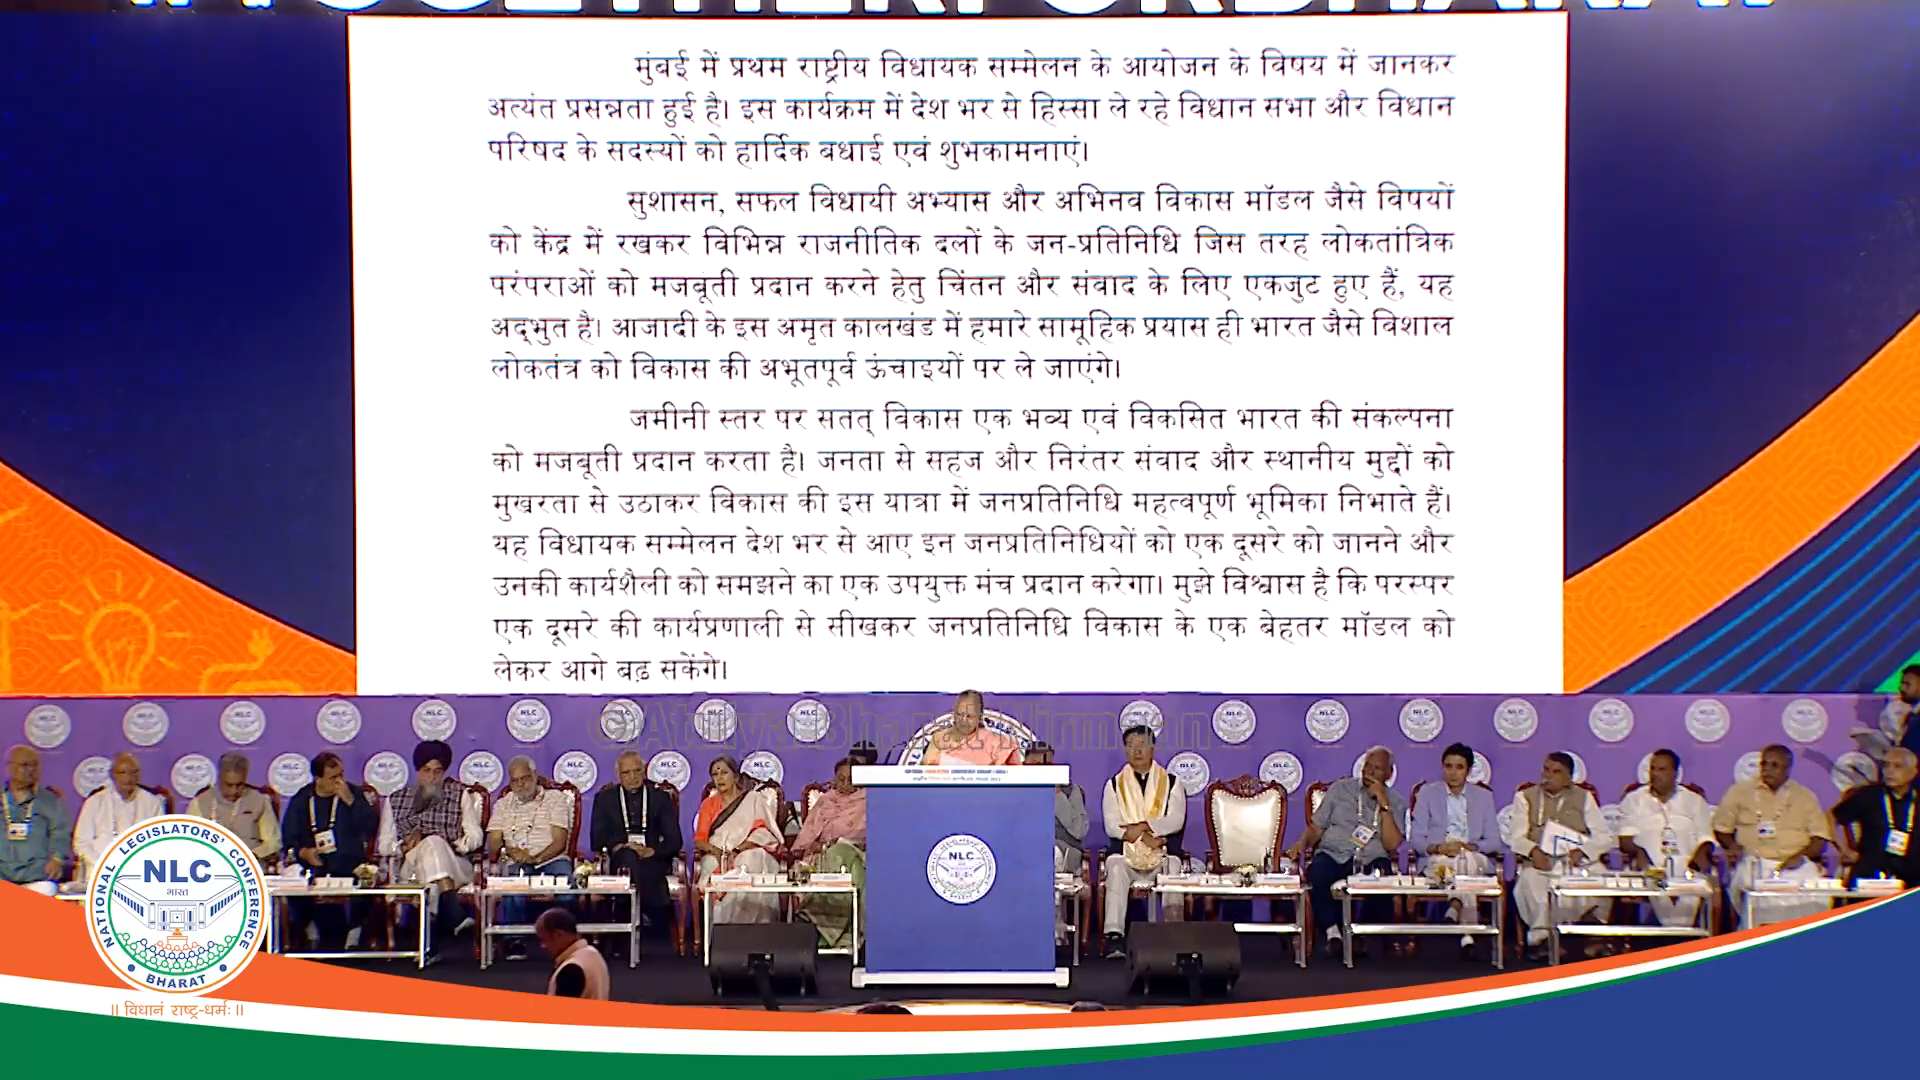 मुंबई में प्रथम राष्ट्रीय विधायक सम्मेलन के आयोजन के विषय में जानकर
अत्यंत प्रसन्नता हुई है। इस कार्यक्रम में देश भर से हिस्सा ले रहे विधान सभा और विधान
परिषद के सदस्यों को हार्दिक बधाई एवं शुभकामनाएं।
सुशासन, सफल विधायी अभ्यास और अभिनव विकास मॉडल जैसे विषयों
को केंद्र में रखकर विभिन्न राजनीतिक दलों के जन-प्रतिनिधि जिस तरह लोकतांत्रिक
परंपराओं को मजबूती प्रदान करने हेतु चिंतन और संवाद के लिए एकजुट हुए हैं, यह
अद्भुत है। आजादी के इस अमृत कालखंड में हमारे सामूहिक प्रयास ही भारत जैसे विशाल
लोकतंत्र को विकास की अभूतपूर्व ऊंचाइयों पर ले जाएंगे।
जमीनी स्तर पर सतत् विकास एक भव्य एवं विकसित भारत की संकल्पना
को मजबूती प्रदान करता है। जनता से सहज और निरंतर संवाद और स्थानीय मुद्दों को
मुखरता से उठाकर विकास की इस यात्रा में जनप्रतिनिधि महत्वपूर्ण भूमिका निभाते हैं।
यह विधायक सम्मेलन देश भर से आए इन जनप्रतिनिधियों को एक दूसरे को जानने और
उनकी कार्यशैली को समझने का एक उपयुक्त मंच प्रदान करेगा। मुझे विश्वास है कि परस्पर
एक दूसरे की कार्यप्रणाली से सीखकर जनप्रतिनिधि विकास के एक बेहतर मॉडल को
लेकर आगे बढ़ सकेंगे।
©Atulya Bharat Nirmaan
NLC
NATIONAL LEGISLATORS' CONFERENCE
NLC
भारत
BHARAT
॥ विधानं राष्ट्र-धर्मः ॥